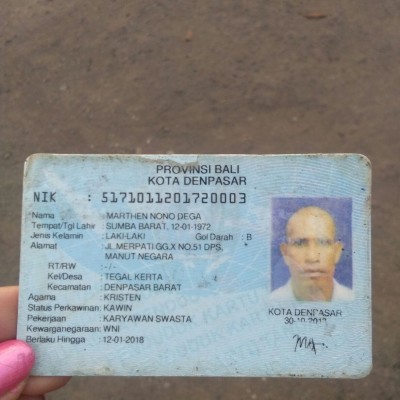 PROVINSI BALI
KOTA DENPASAR
NIK : 5171011201720003
Nama : MARTHEN NONO DEGA
Tempat/Tgl Lahir : SUMBA BARAT, 12-01-1972
Jenis Kelamin : LAKI-LAKI Gol Darah : B
Alamat : JL.MERPATI GG.X NO.51 DPS,
MANUT NEGARA
RT/RW : -/-
Kel/Desa : TEGAL KERTA
Kecamatan : DENPASAR BARAT
Agama : KRISTEN
Status Perkawinan : KAWIN
Pekerjaan : KARYAWAN SWASTA
Kewarganegaraan : WNI
Berlaku Hingga : 12-01-2018
KOTA DENPASAR
30-10-2012